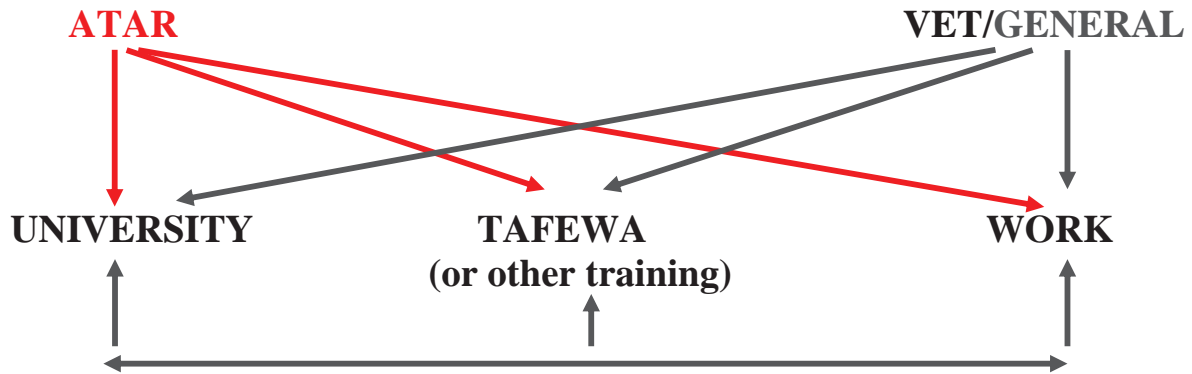 ATAR
VET/GENERAL
UNIVERSITY
TAFEWA
(or other training)
WORK